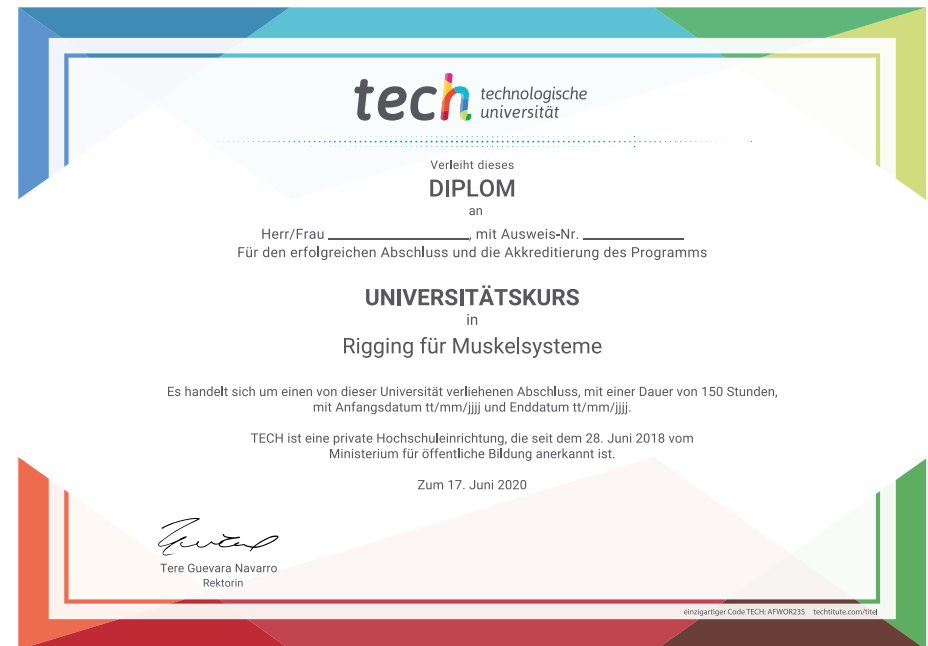 tech technologische
universität
Verleiht dieses
DIPLOM
an
Herr/Frau ________________, mit Ausweis-Nr. ____________
Für den erfolgreichen Abschluss und die Akkreditierung des Programms
UNIVERSITÄTSKURS
in
Rigging für Muskelsysteme
Es handelt sich um einen von dieser Universität verliehenen Abschluss, mit einer Dauer von 150 Stunden,
mit Anfangsdatum tt/mm/jjjj und Enddatum tt/mm/jjjj.
TECH ist eine private Hochschuleinrichtung, die seit dem 28. Juni 2018 vom
Ministerium für öffentliche Bildung anerkannt ist.
Zum 17. Juni 2020
Tere Guevara Navarro
Rektorin
einzigartiger Code TECH: AFWOR235 techtitute.com/titel